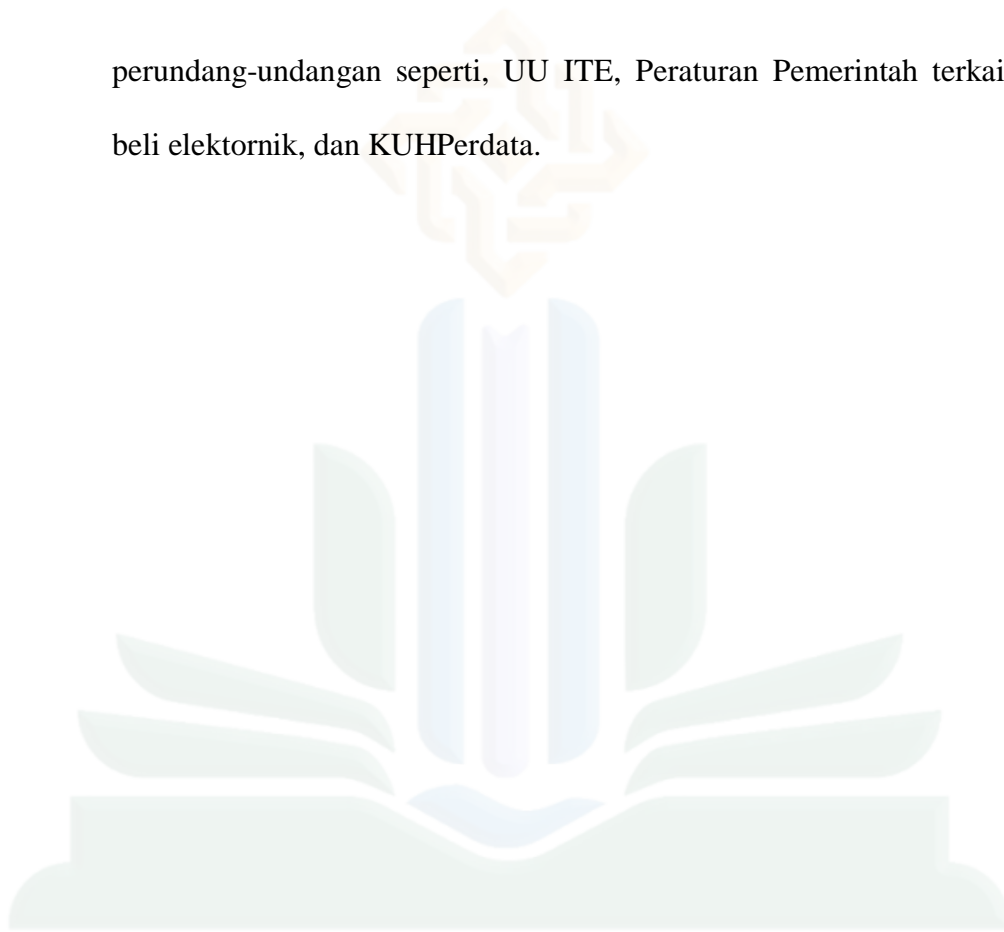 perundang-undangan seperti, UU ITE, Peraturan Pemerintah terkai
beli elektornik, dan KUHPerdata.